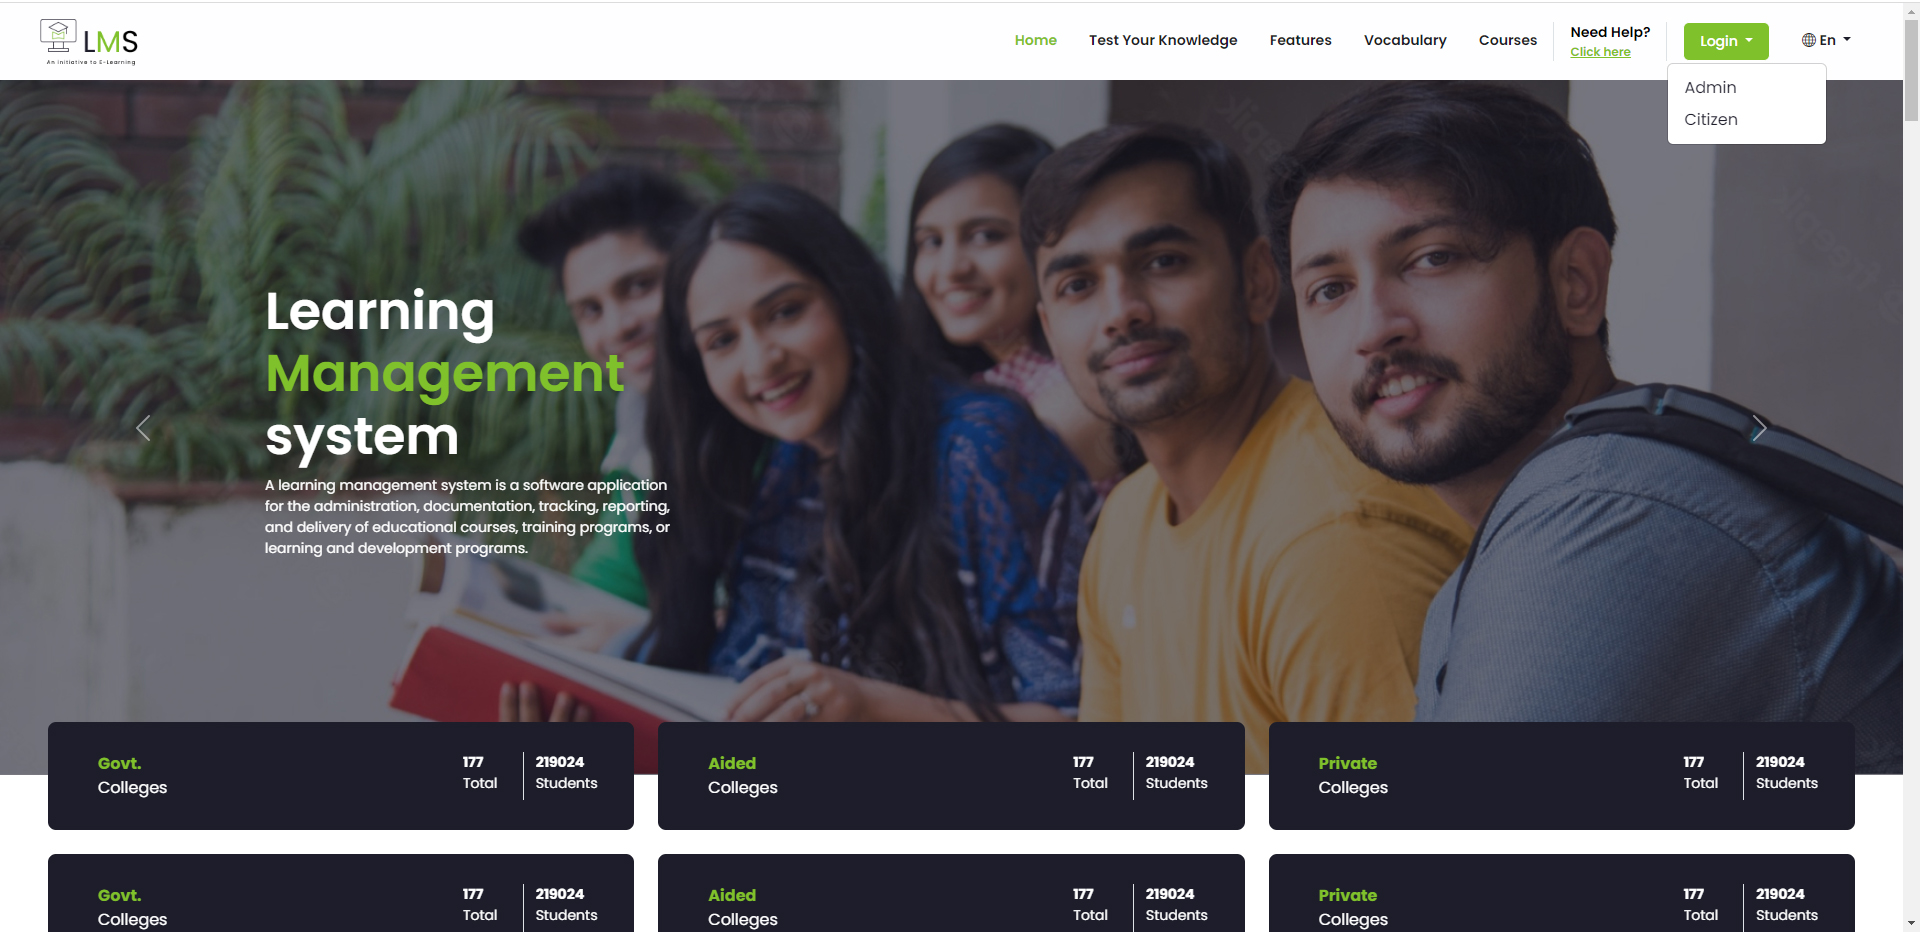 LMS
An Initiative to E-Learning
Home
Test Your Knowledge
Features
Vocabulary
Courses
Need Help?
Click here
Login
En
Admin
Citizen
Learning
Management
system
A learning management system is a software application
for the administration, documentation, tracking, reporting,
and delivery of educational courses, training programs, or
learning and development programs.
Govt.
Colleges
177
Total
219024
Students
Aided
Colleges
177
Total
219024
Students
Private
Colleges
177
Total
219024
Students
Govt.
Colleges
177
Total
219024
Students
Aided
Colleges
177
Total
219024
Students
Private
Colleges
177
Total
219024
Students